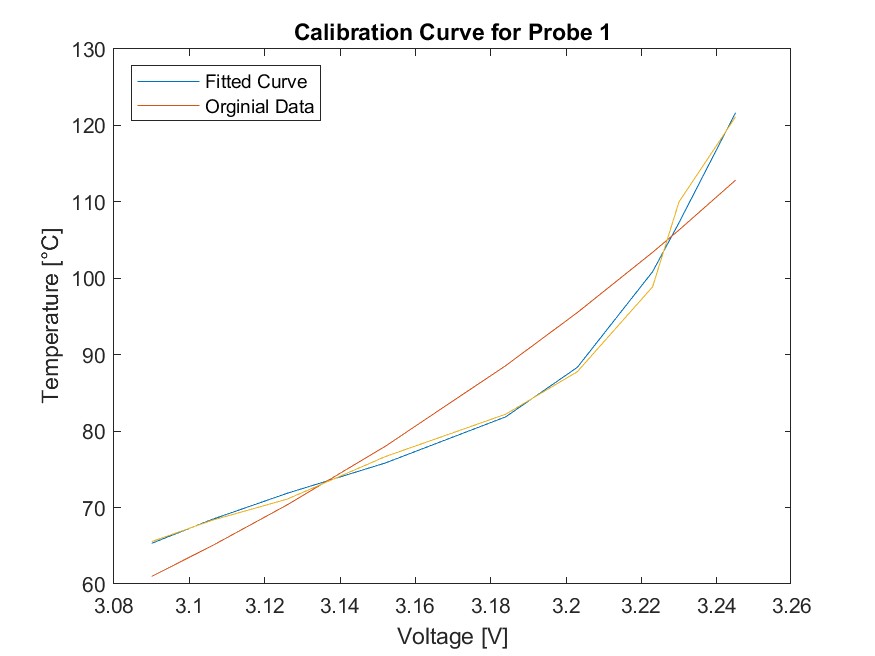 Calibration Curve for Probe 1
130
120
110
100
90
80
70
60
Temperature [°C]
Fitted Curve
Orginial Data
3.08 3.1 3.12 3.14 3.16 3.18 3.2 3.22 3.24 3.26
Voltage [V]